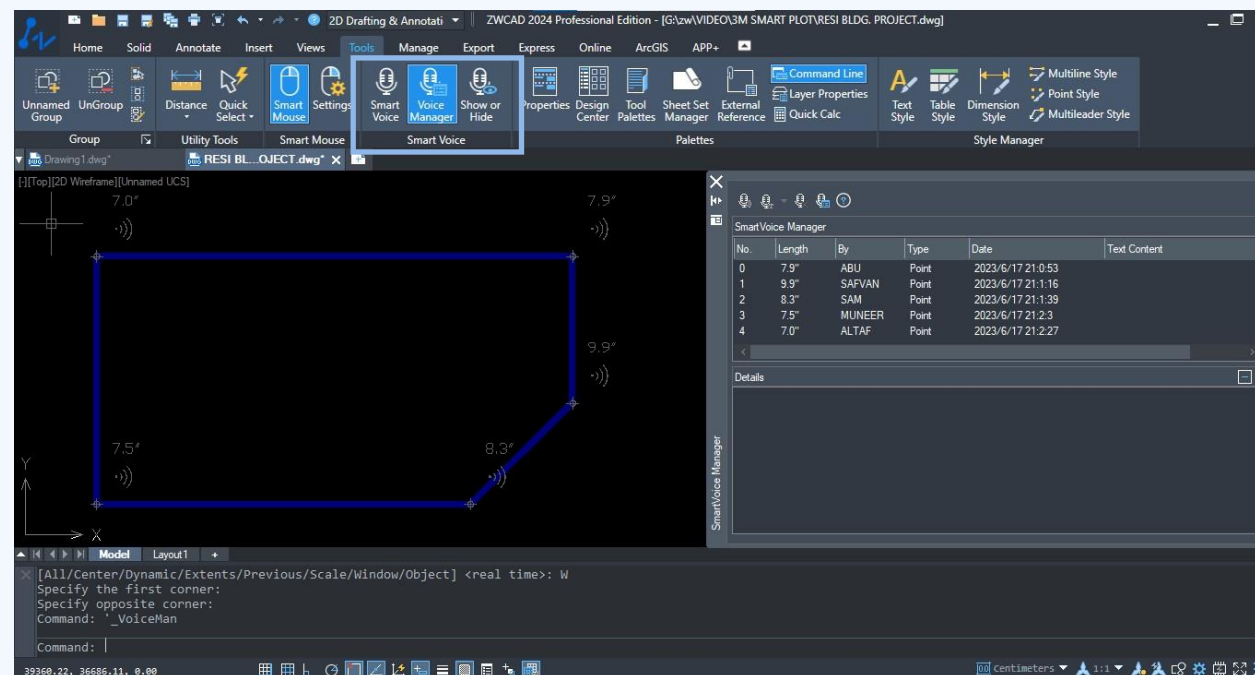 2D Drafting & Annotati
ZWCAD 2024 Professional Edition - [G:\zw\VIDEO\3M SMART PLOT\RESI BLDG. PROJECT.dwg]
Home Solid Annotate Insert Views Tools Manage Export Express Online ArcGIS APP+
Unnamed Group
UnGroup
Distance
Quick Select
Smart Mouse
Settings
Smart Voice
Voice Manager
Show or Hide
Properties
Design Center
Tool Palettes
Sheet Set Manager
External Reference
Command Line
Layer Properties
Quick Calc
Text Style
Table Style
Dimension Style
Multiline Style
Point Style
Multileader Style
Group Utility Tools Smart Mouse Smart Voice Palettes Style Manager
Drawing1.dwg* RESI BL...OJECT.dwg*
[-][Top][2D Wireframe][Unnamed UCS]
7.0"
7.9"
9.9"
7.5"
8.3"
Y
X
SmartVoice Manager
No. Length By Type Date Text Content
0 7.9" ABU Point 2023/6/17 21:0:53
1 9.9" SAFVAN Point 2023/6/17 21:1:16
2 8.3" SAM Point 2023/6/17 21:1:39
3 7.5" MUNEER Point 2023/6/17 21:2:3
4 7.0" ALTAF Point 2023/6/17 21:2:27
Details
SmartVoice Manager
Model Layout1 +
[All/Center/Dynamic/Extents/Previous/Scale/Window/Object] <real time>: W
Specify the first corner:
Specify opposite corner:
Command: '_VoiceMan
Command:
39360.22, 36686.11, 0.00
Centimeters 1:1